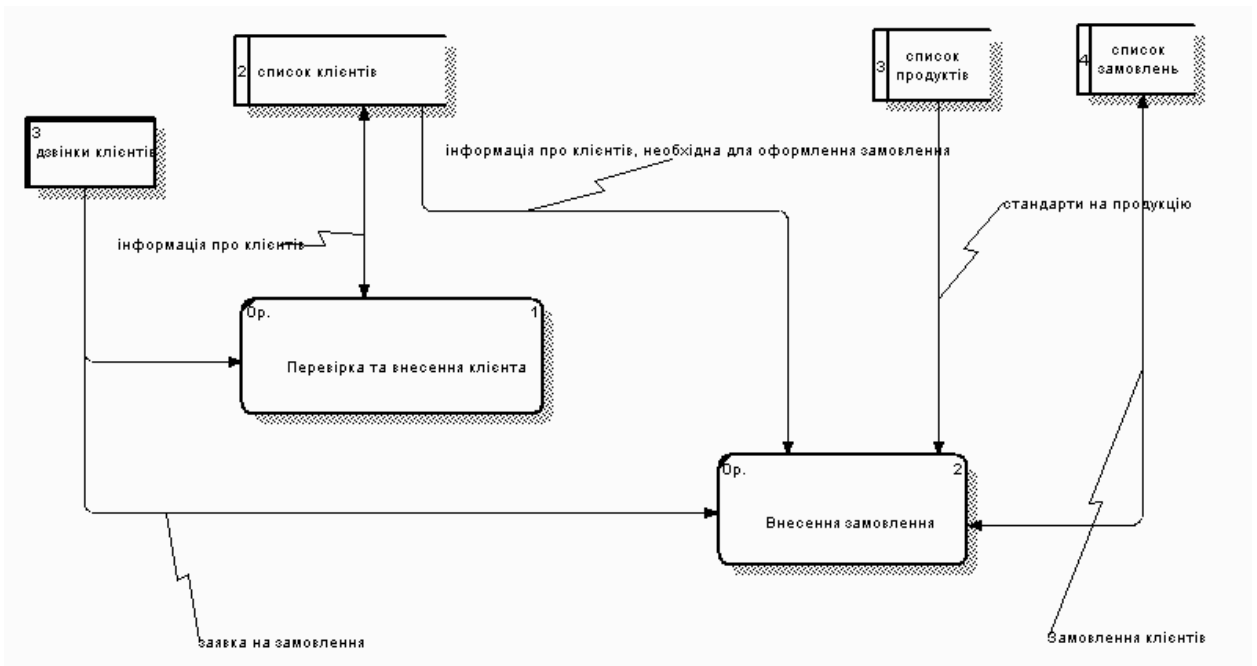 2
список клієнтів
3
список
продуктів
4
список
замовлень
3
дзвінки клієнтів
інформація про клієнтів, необхідна для оформлення замовлення
стандарти на продукцію
інформація про клієнтів
0р.
1
Перевірка та внесення клієнта
0р.
2
Внесення замовлення
заявка на замовлення
Замовлення клієнтів